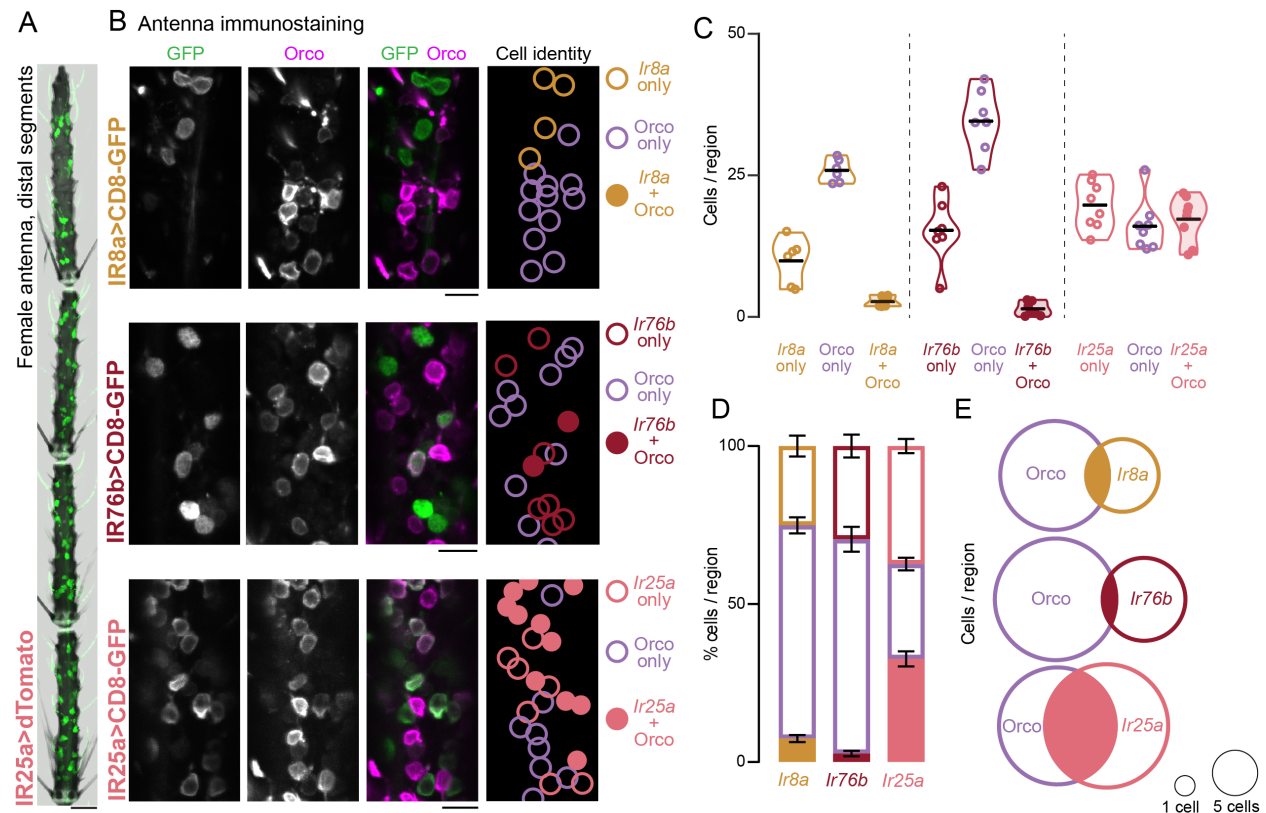 A
Female antenna, distal segments
IR25a>dTomato
B
Antenna immunostaining
GFP
Orco
GFP Orco
Cell identity
IR8a>CD8-GFP
Ir8a
only
Orco
only
Ir8a
+
Orco
IR76b>CD8-GFP
Ir76b
only
Orco
only
Ir76b
+
Orco
IR25a>CD8-GFP
Ir25a
only
Orco
only
Ir25a
+
Orco
C
Cells / region
50
25
0
Ir8a
only
Orco
only
Ir8a
+
Orco
Ir76b
only
Orco
only
Ir76b
+
Orco
Ir25a
only
Orco
only
Ir25a
+
Orco
D
% cells / region
100
50
0
Ir8a
Ir76b
Ir25a
E
Cells / region
Orco
Ir8a
Orco
Ir76b
Orco
Ir25a
1 cell
5 cells